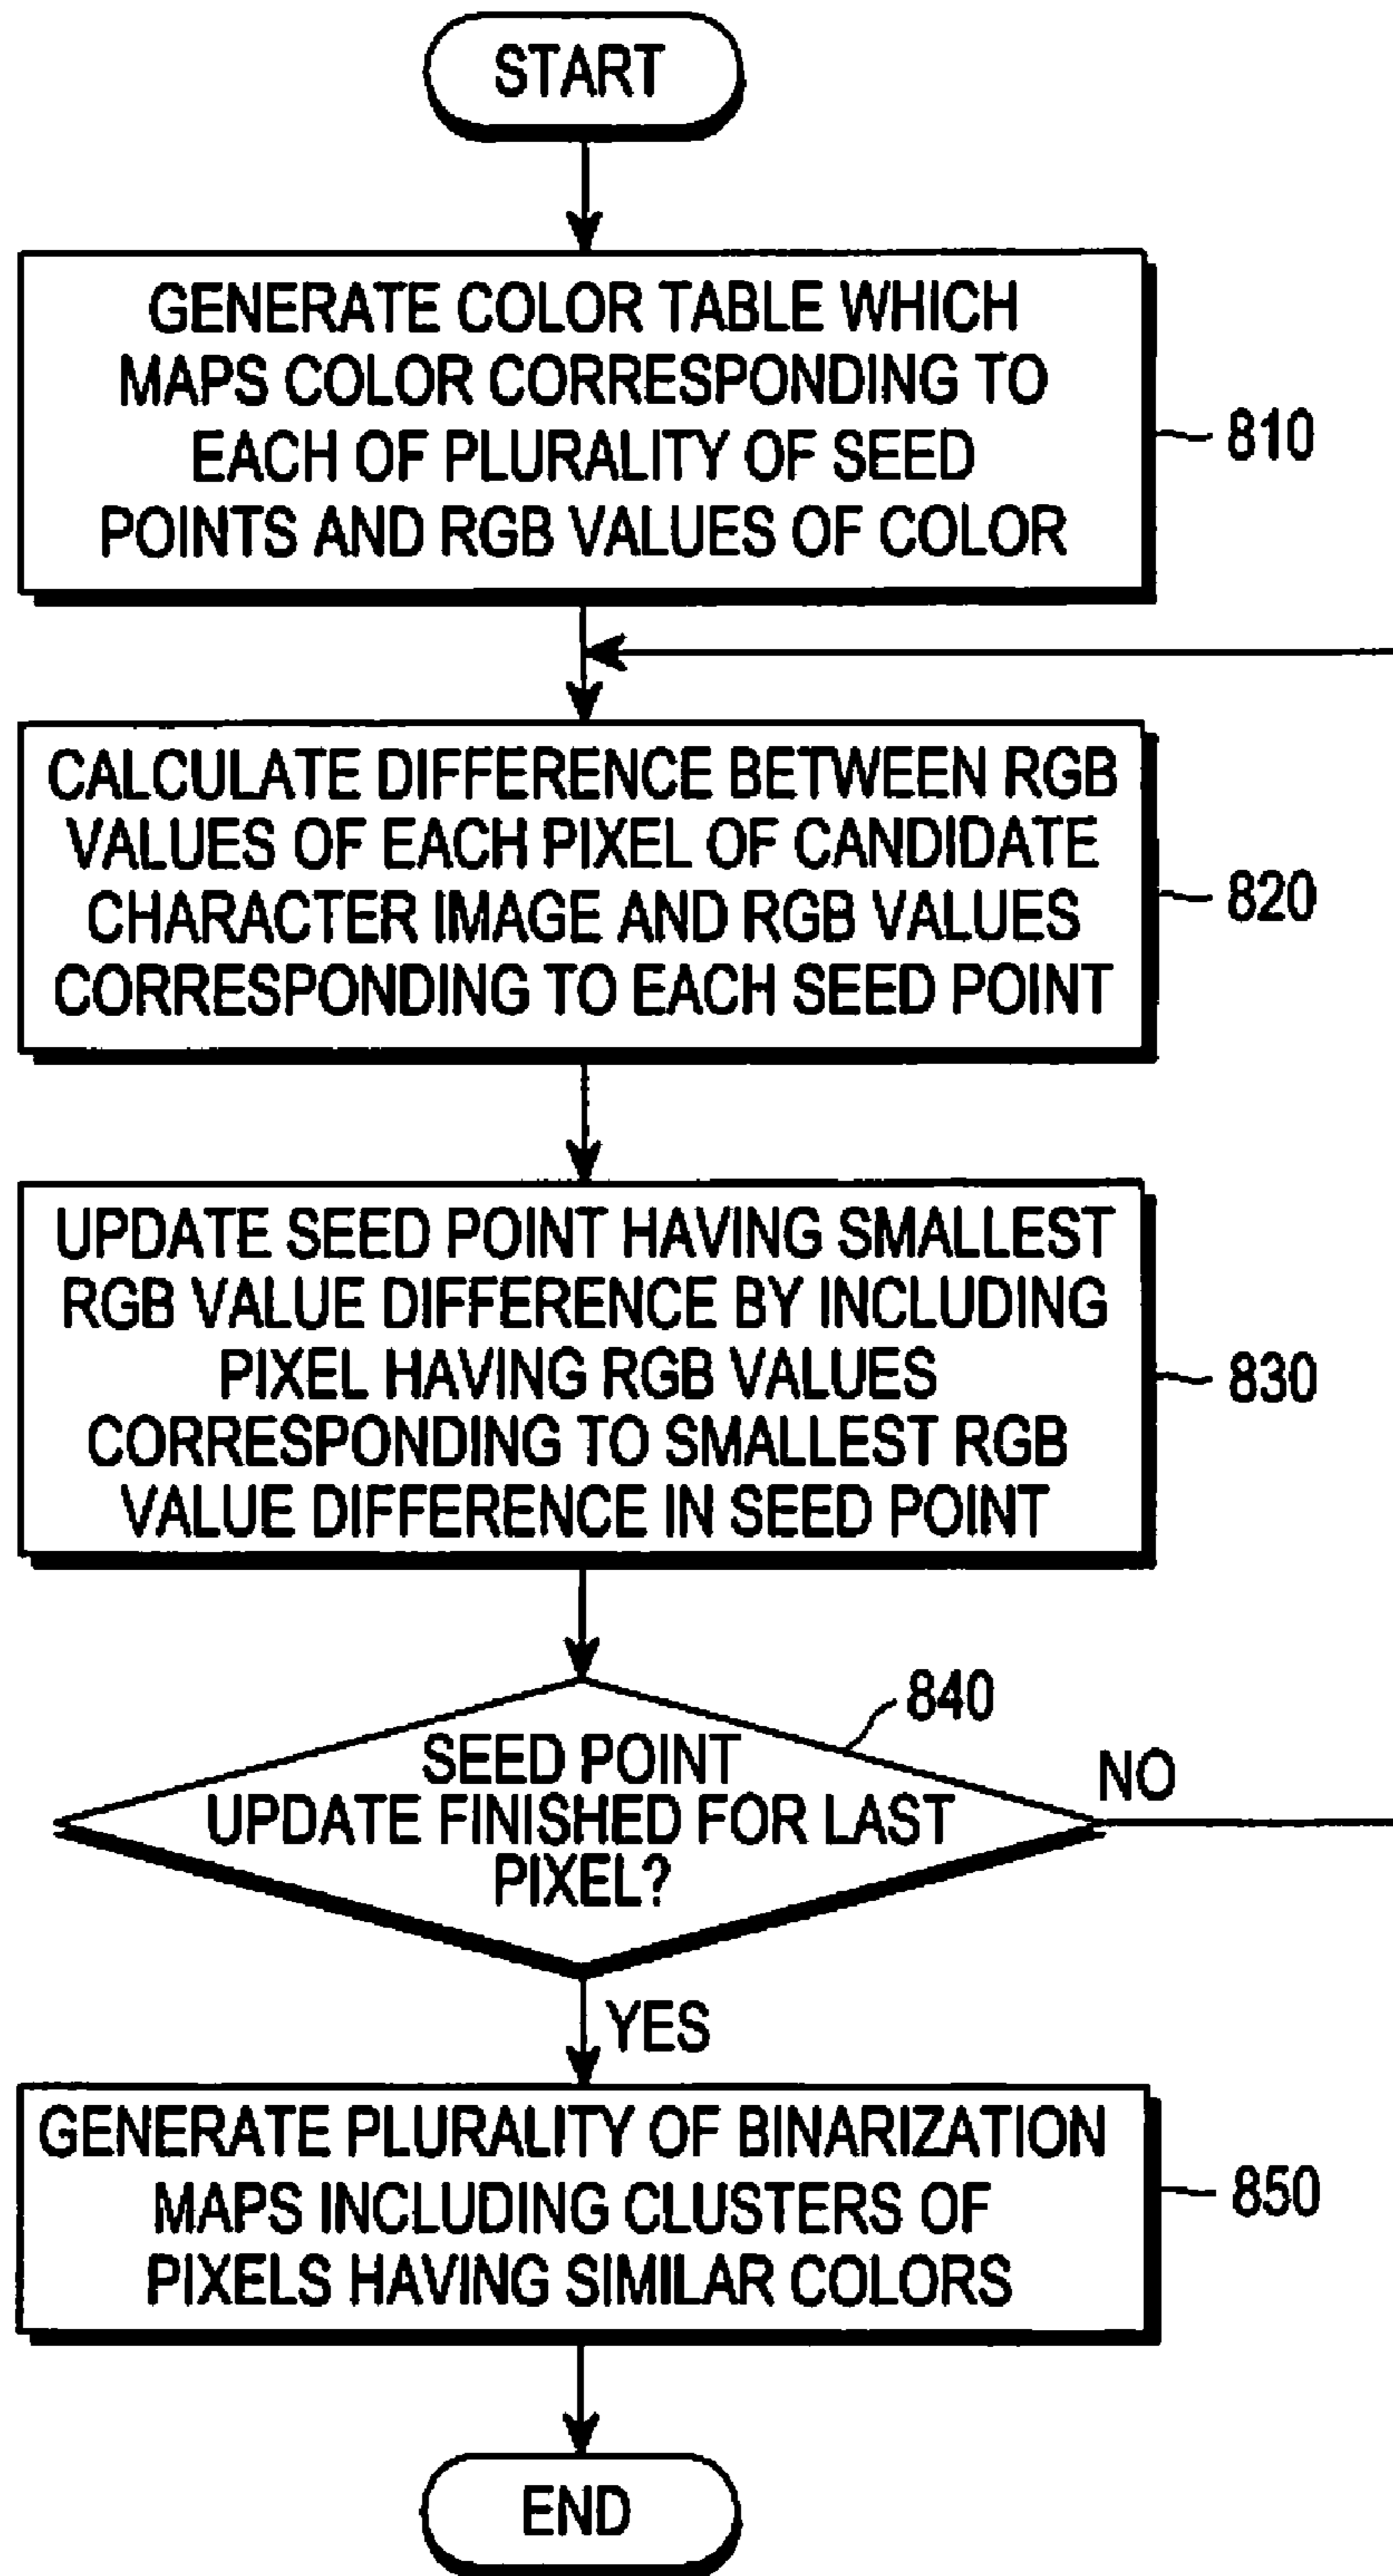 START
GENERATE COLOR TABLE WHICH
MAPS COLOR CORRESPONDING TO
EACH OF PLURALITY OF SEED
POINTS AND RGB VALUES OF COLOR
810
CALCULATE DIFFERENCE BETWEEN RGB
VALUES OF EACH PIXEL OF CANDIDATE
CHARACTER IMAGE AND RGB VALUES
CORRESPONDING TO EACH SEED POINT
820
UPDATE SEED POINT HAVING SMALLEST
RGB VALUE DIFFERENCE BY INCLUDING
PIXEL HAVING RGB VALUES
CORRESPONDING TO SMALLEST RGB
VALUE DIFFERENCE IN SEED POINT
830
840
SEED POINT
UPDATE FINISHED FOR LAST
PIXEL?
NO
YES
GENERATE PLURALITY OF BINARIZATION
MAPS INCLUDING CLUSTERS OF
PIXELS HAVING SIMILAR COLORS
850
END